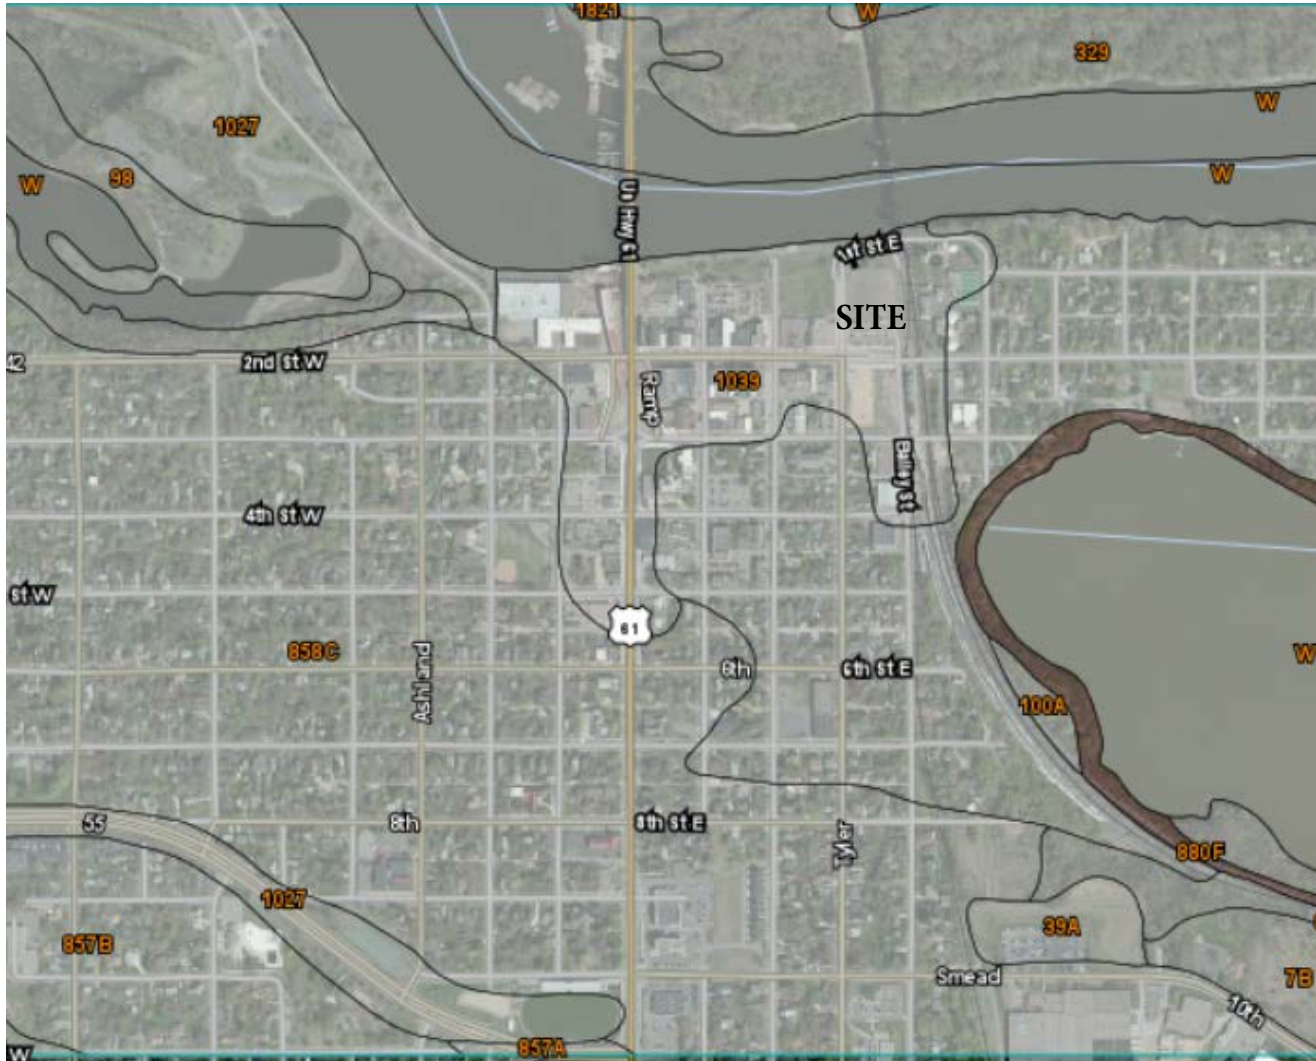 1821
W
329
W
1027
W
98
W
US Hwy 61
1st St E
SITE
42
2nd St W
1039
Ramp
Bailey St
4th St W
St W
61
858C
Ashland
6th
6th St E
W
100A
55
8th
8th St E
Tyler
880F
1027
39A
857B
Smead
7B
10th
857A
W